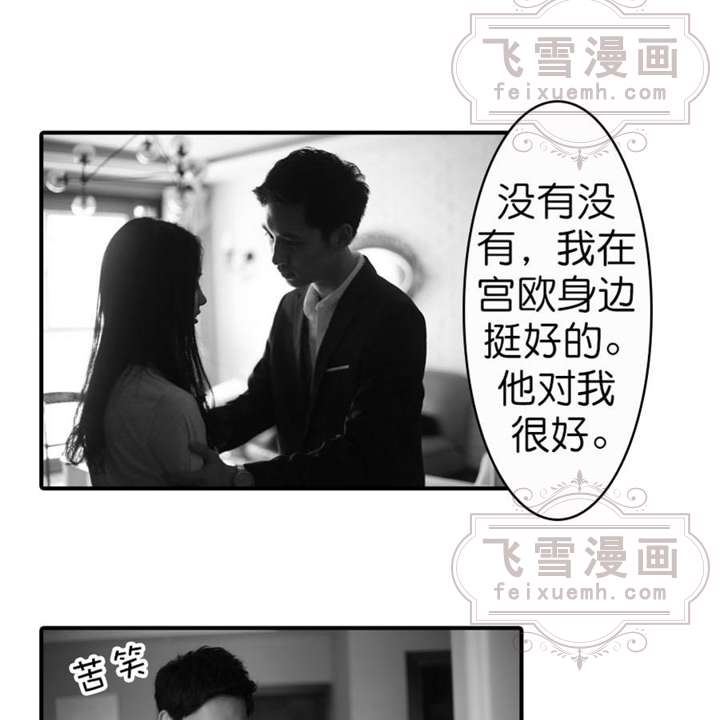 飞雪漫画
feixuemh.com
没有没
有，我在
宫欧身边
挺好的。
他对我
很好。
飞雪漫画
feixuemh.com
苦笑